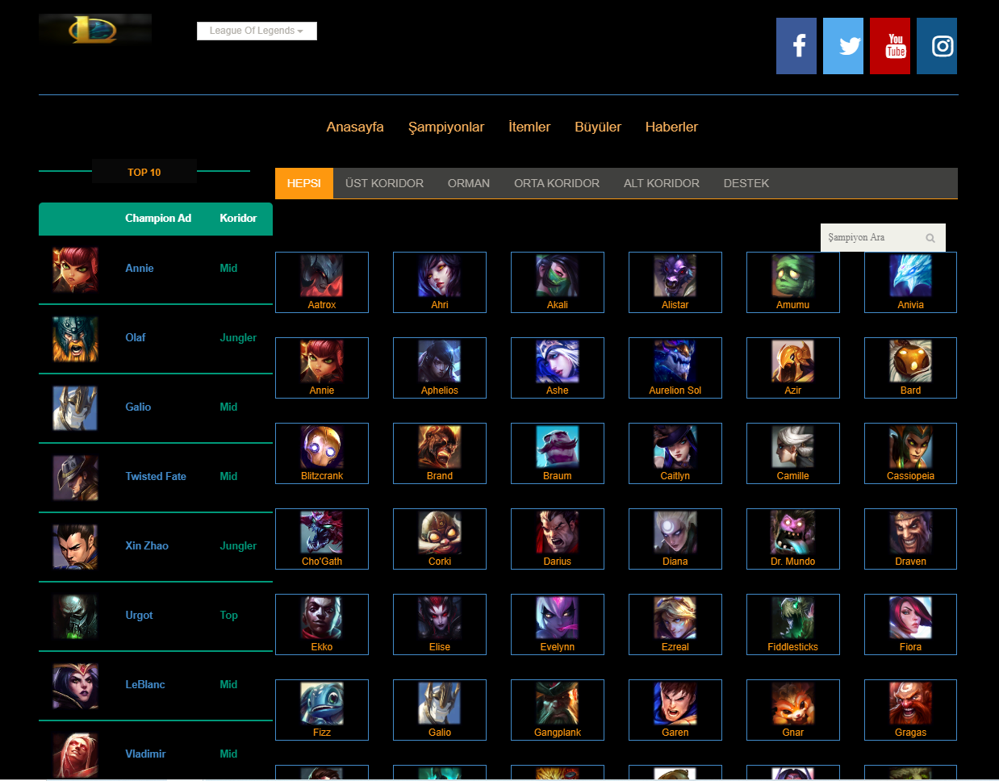 League Of Legends
You
Tube
Anasayfa Şampiyonlar İtemler Büyüler Haberler
TOP 10
HEPSI ÜST KORIDOR ORMAN ORTA KORIDOR ALT KORIDOR DESTEK
Champion Ad Koridor
Annie Mid
Olaf Jungler
Galio Mid
Twisted Fate Mid
Xin Zhao Jungler
Urgot Top
LeBlanc Mid
Vladimir Mid
Şampiyon Ara
Aatrox Ahri Akali Alistar Amumu Anivia
Annie Aphelios Ashe Aurelion Sol Azir Bard
Blitzcrank Brand Braum Caitlyn Camille Cassiopeia
Cho'Gath Corki Darius Diana Dr. Mundo Draven
Ekko Elise Evelynn Ezreal Fiddlesticks Fiora
Fizz Galio Gangplank Garen Gnar Gragas